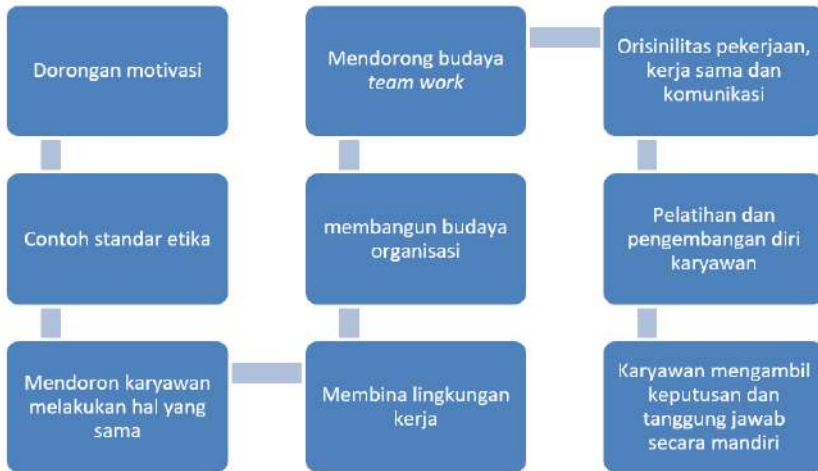 Dorongan motivasi
Contoh standar etika
Mendoron karyawan
melakukan hal yang
sama
Membina lingkungan
kerja
membangun budaya
organisasi
Mendorong budaya
team work
Orisinilitas pekerjaan,
kerja sama dan
komunikasi
Pelatihan dan
pengembangan diri
karyawan
Karyawan mengambil
keputusan dan
tanggung jawab
secara mandiri